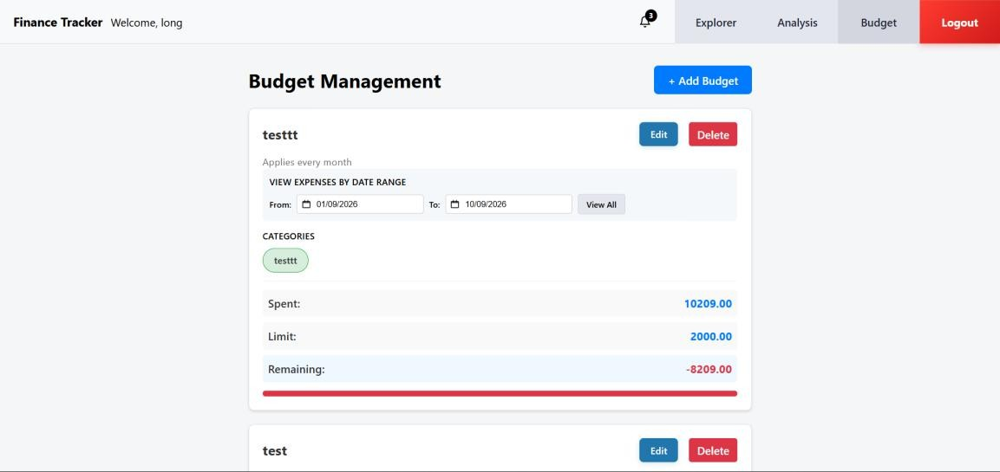 Finance Tracker Welcome, long 3 Explorer Analysis Budget Logout
Budget Management + Add Budget
testtt Edit Delete
Applies every month
VIEW EXPENSES BY DATE RANGE
From: 01/09/2026 To: 10/09/2026 View All
CATEGORIES
testtt
Spent: 10209.00
Limit: 2000.00
Remaining: -8209.00
test Edit Delete